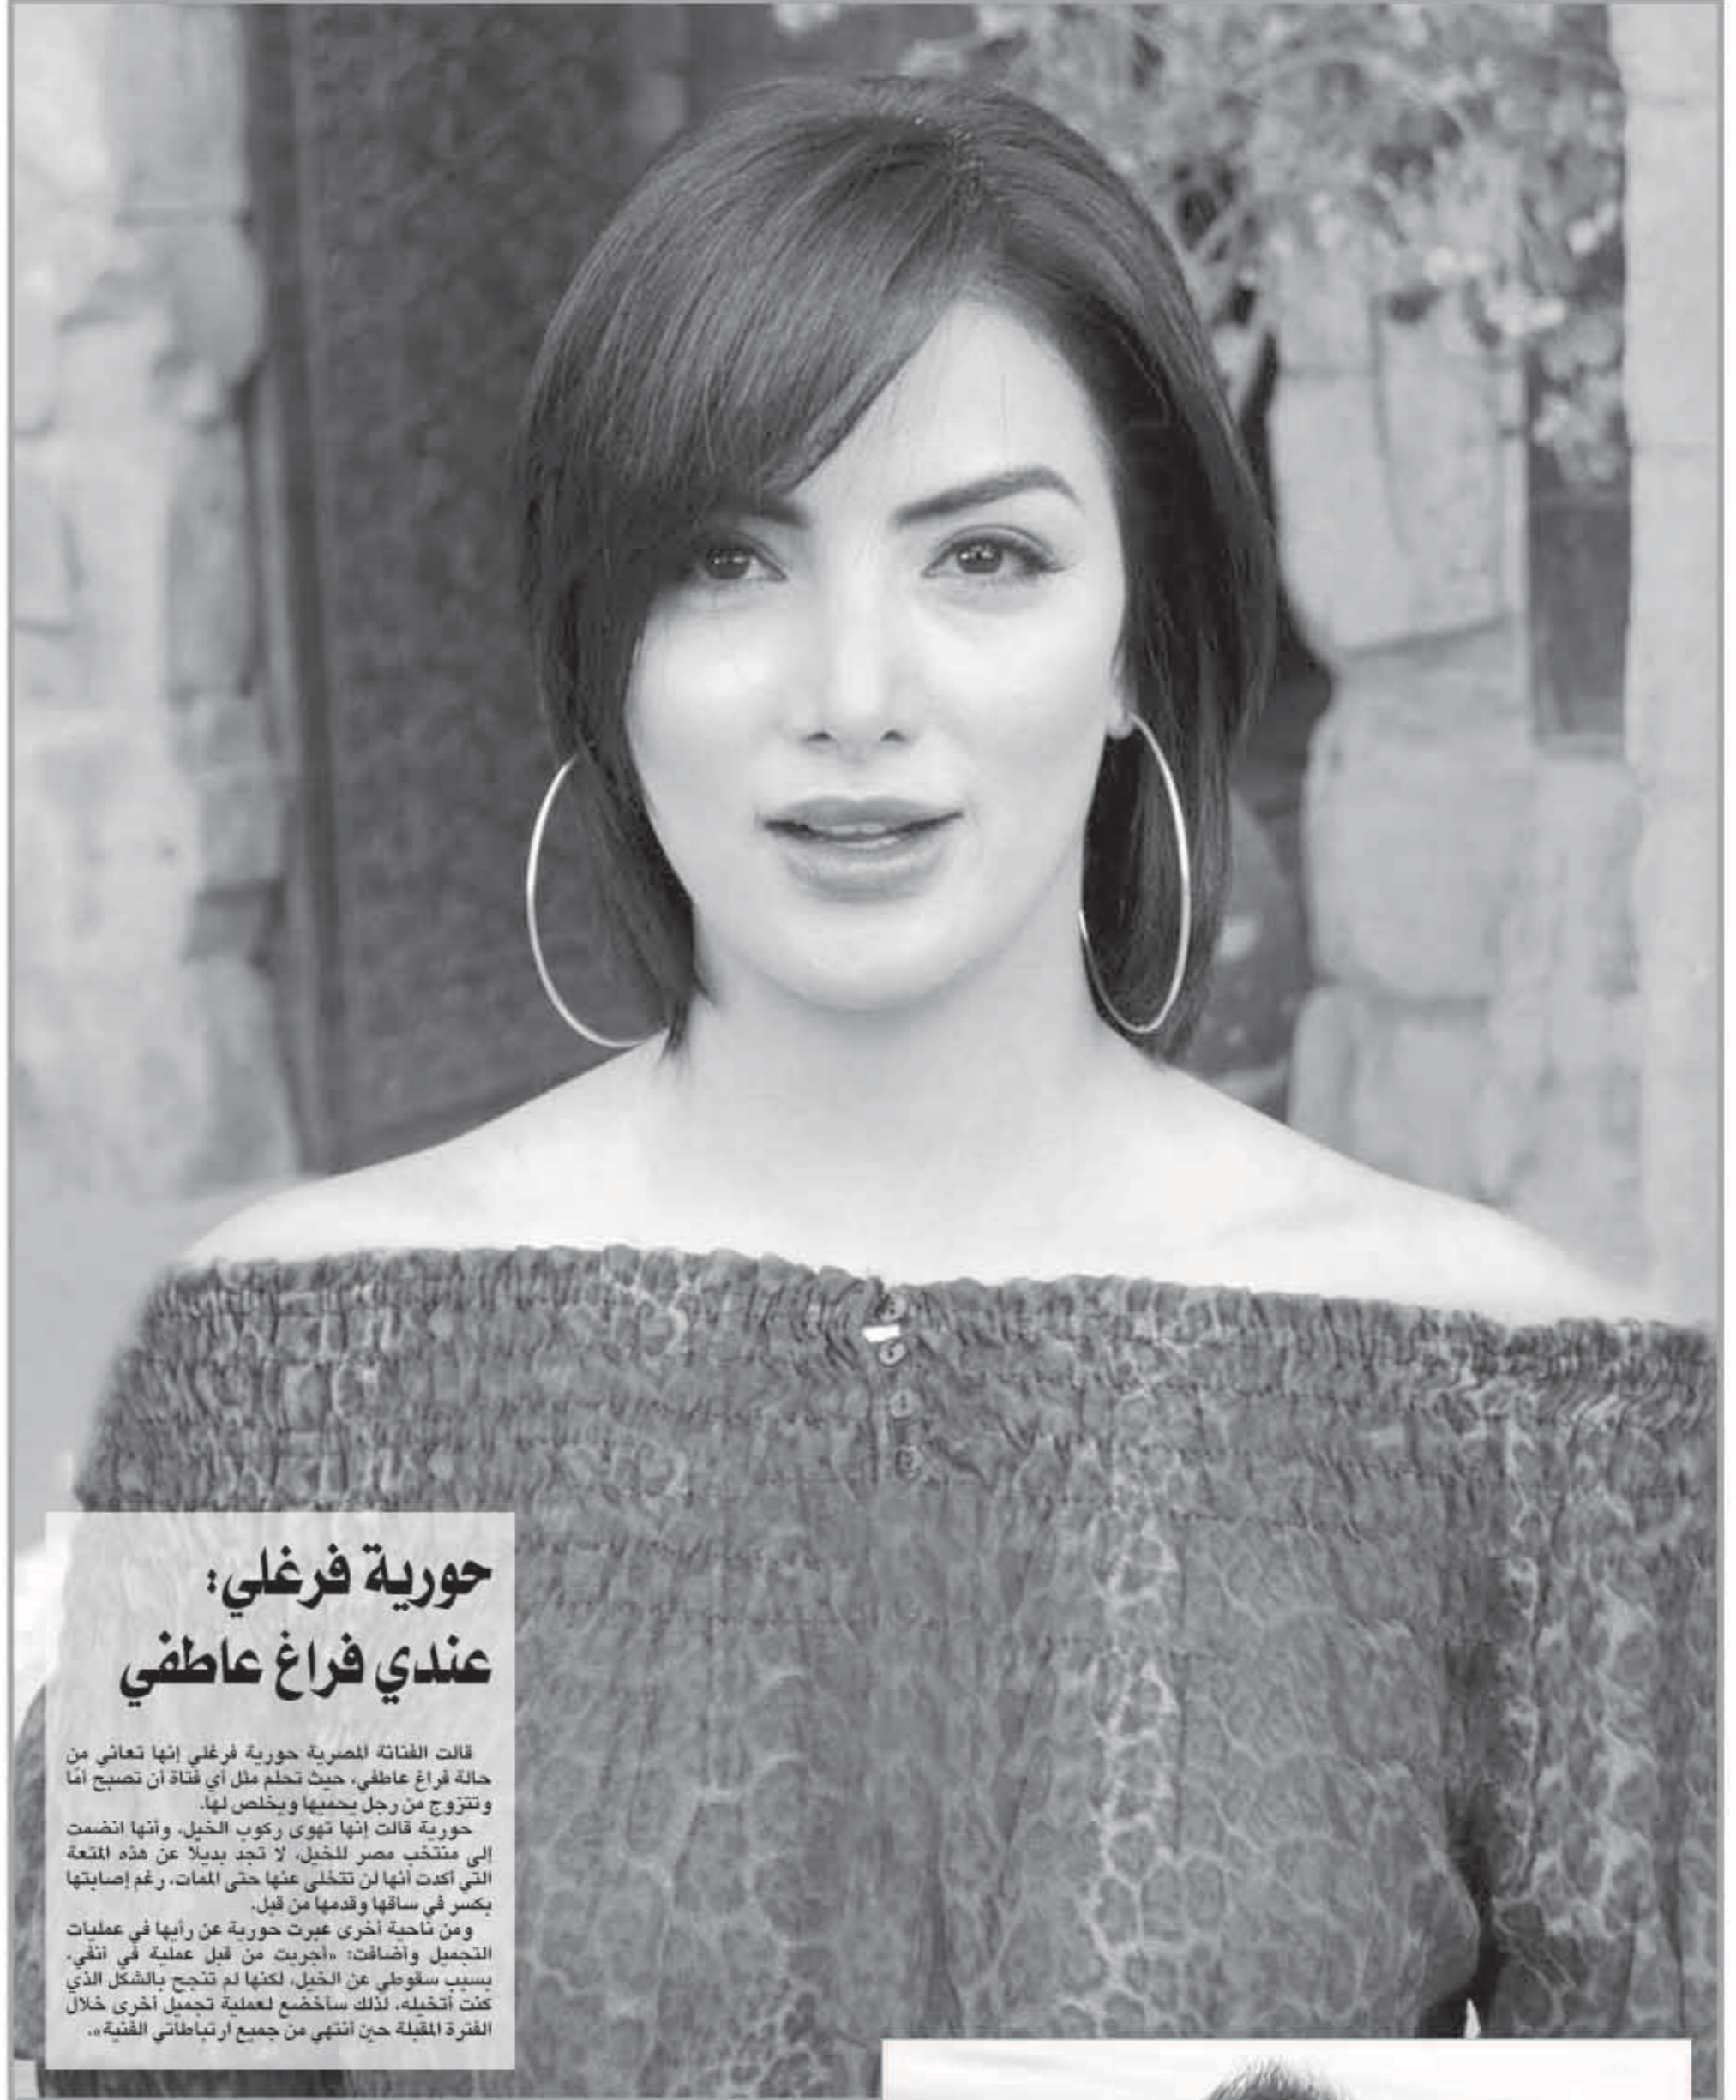 حورية فرغلي:
عندي فراغ عاطفي
قالت الفنانة المصرية حورية فرغلي إنها تعاني من
حالة فراغ عاطفي، حيث تحلم مثل أي فتاة أن تصبح أمًا
وتتزوج من رجل يحميها ويخلص لها.
حورية قالت إنها تهوى ركوب الخيل، وأنها انضمت
إلى منتخب مصر للخيل، لا تجد بديلًا عن هذه المتعة
التي أكدت أنها لن تتخلى عنها حتى الممات، رغم إصابتها
بكسر في ساقها وقدمها من قبل.
ومن ناحية أخرى عبرت حورية عن رأيها في عمليات
التجميل وأضافت: «أجريت من قبل عملية في أنفي،
بسبب سقوطي عن الخيل، لكنها لم تنجح بالشكل الذي
كنت أتخيله، لذلك سأخضع لعملية تجميل أخرى خلال
الفترة المقبلة حين أنتهي من جميع ارتباطاتي الفنية».